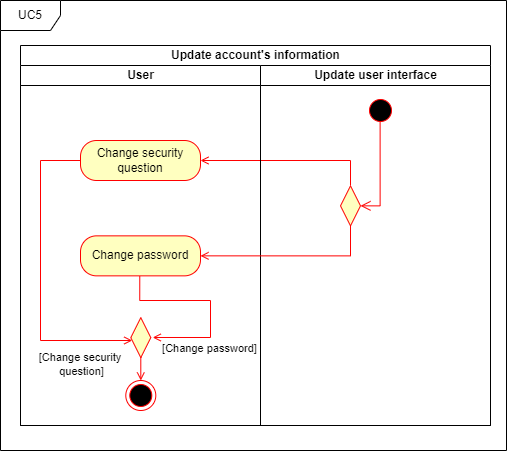 UC5
Update account's information
User
Update user interface
Change security
question
Change password
[Change password]
[Change security
question]